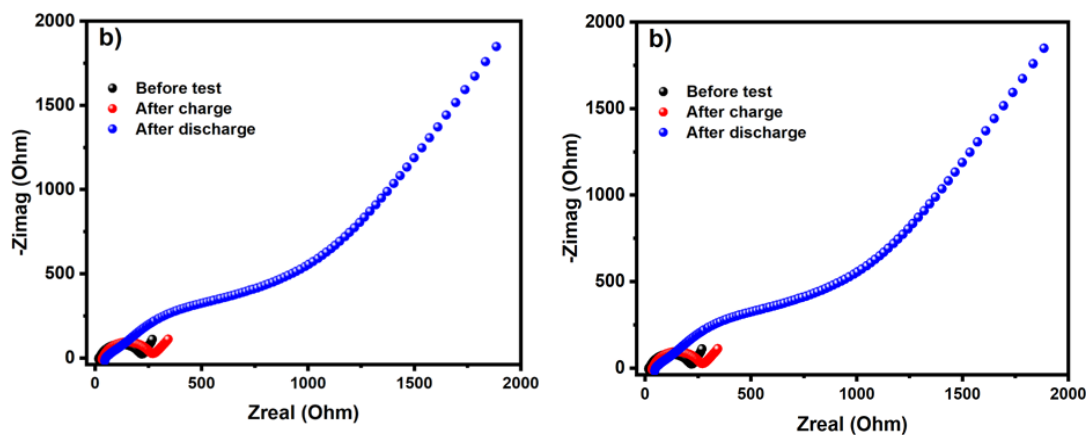 b)
Before test
After charge
After discharge
2000
1500
1000
500
0
-Zimag (Ohm)
0 500 1000 1500 2000
Zreal (Ohm)
b)
Before test
After charge
After discharge
2000
1500
1000
500
0
-Zimag (Ohm)
0 500 1000 1500 2000
Zreal (Ohm)